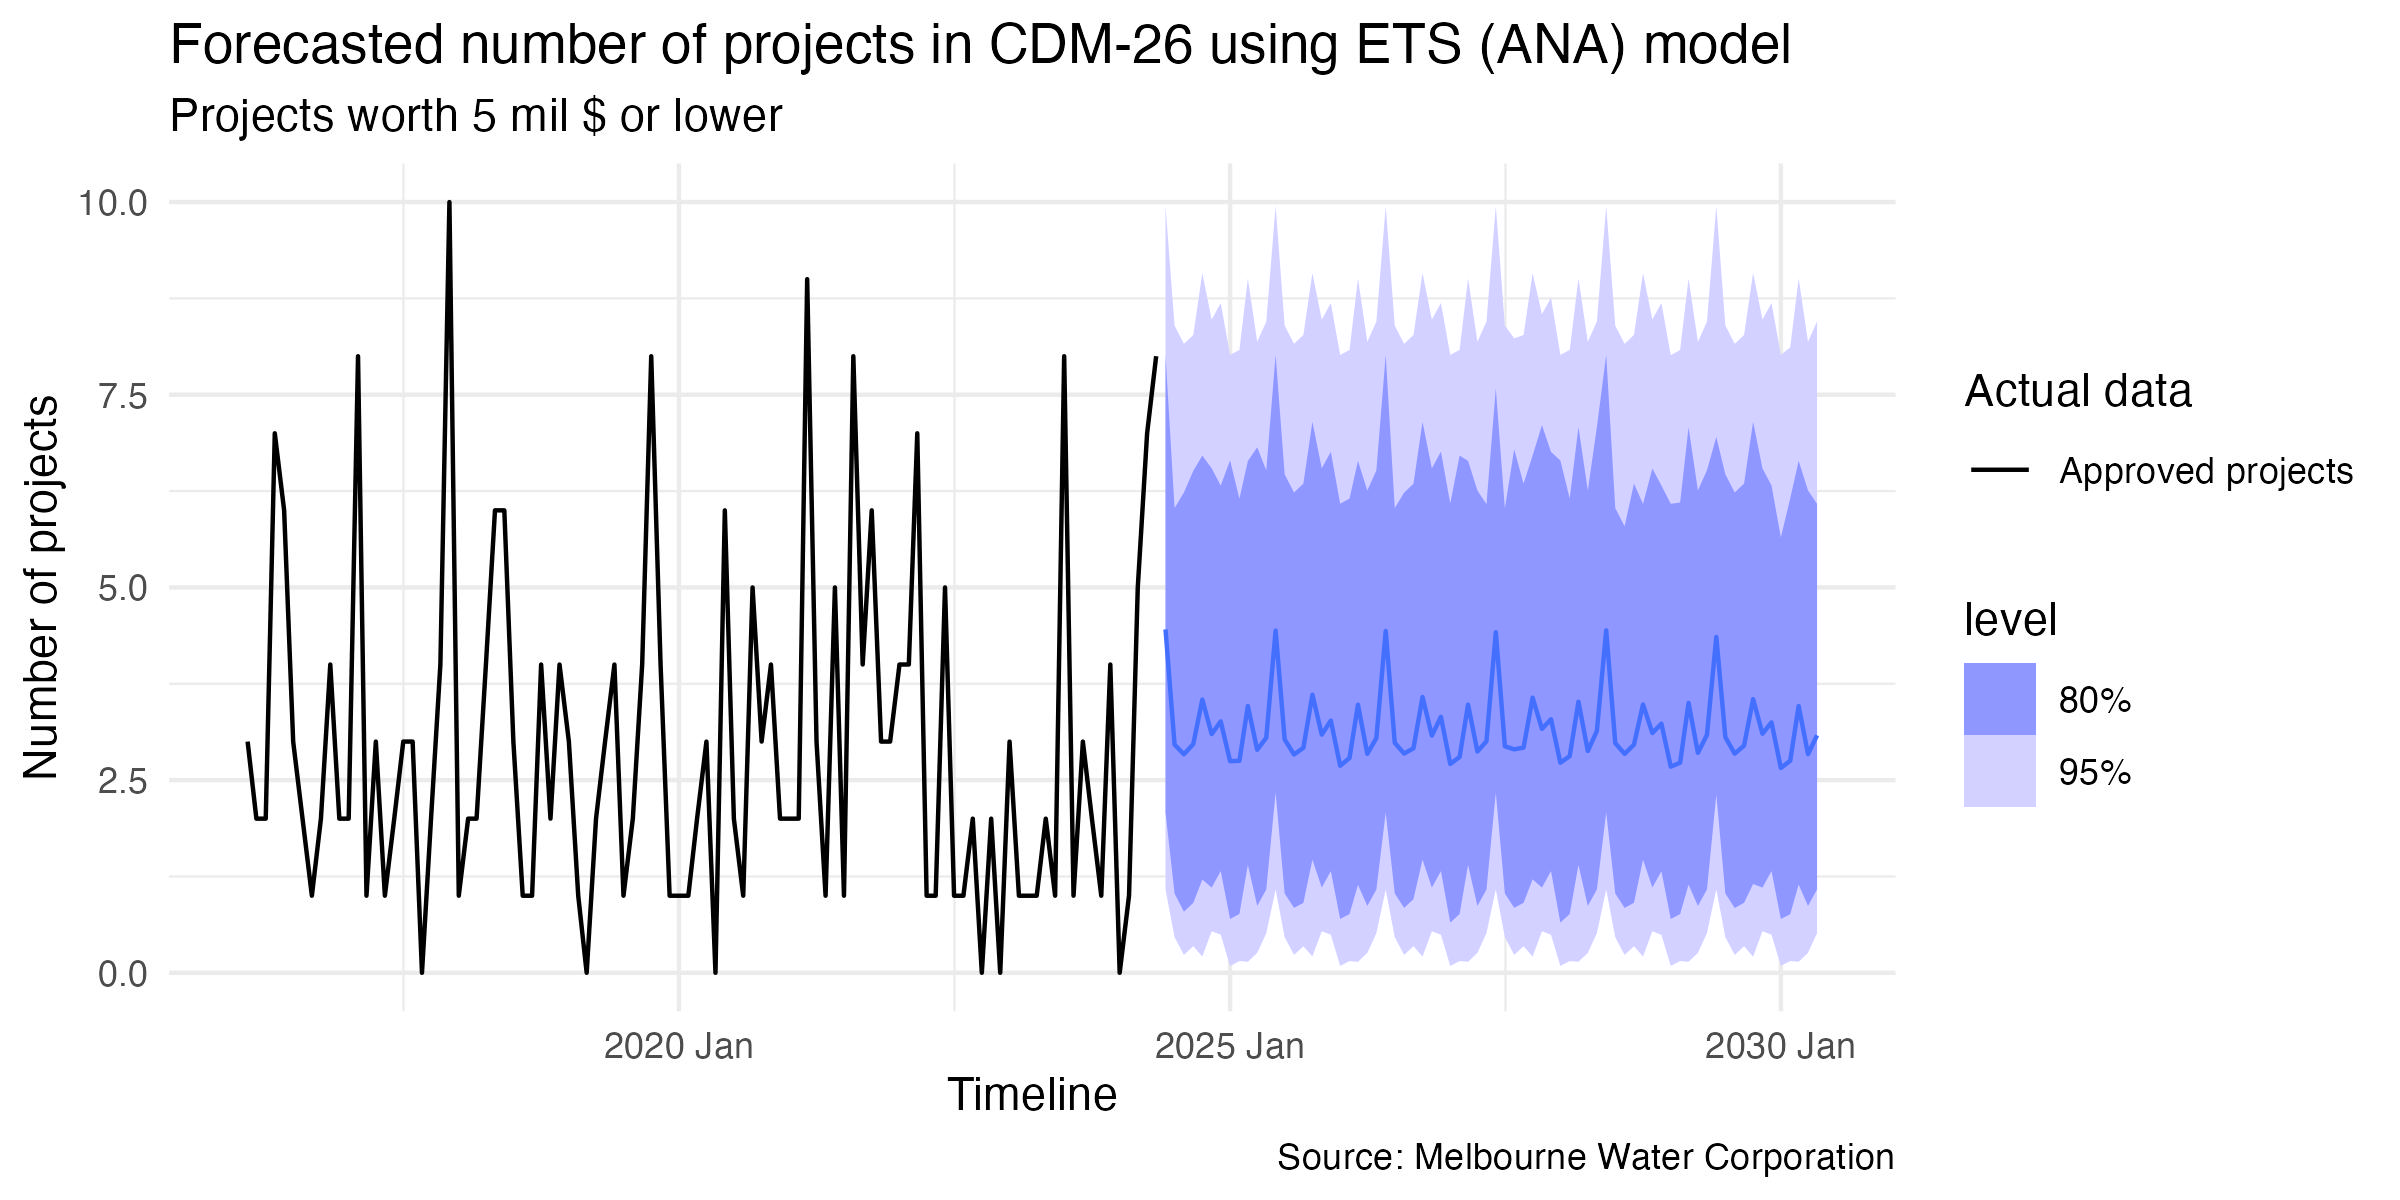 Forecasted number of projects in CDM-26 using ETS (ANA) model
Projects worth 5 mil $ or lower
Number of projects
10.0
7.5
5.0
2.5
0.0
2020 Jan
2025 Jan
2030 Jan
Timeline
Actual data
Approved projects
level
80%
95%
Source: Melbourne Water Corporation